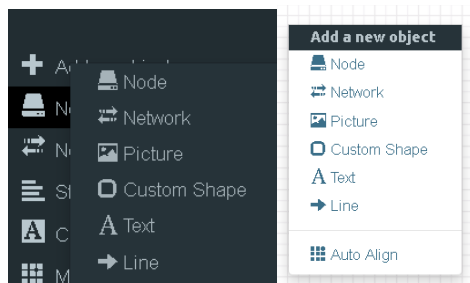 Node
Network
Picture
Custom Shape
Text
Line
Add a new object
Node
Network
Picture
Custom Shape
Text
Line
Auto Align